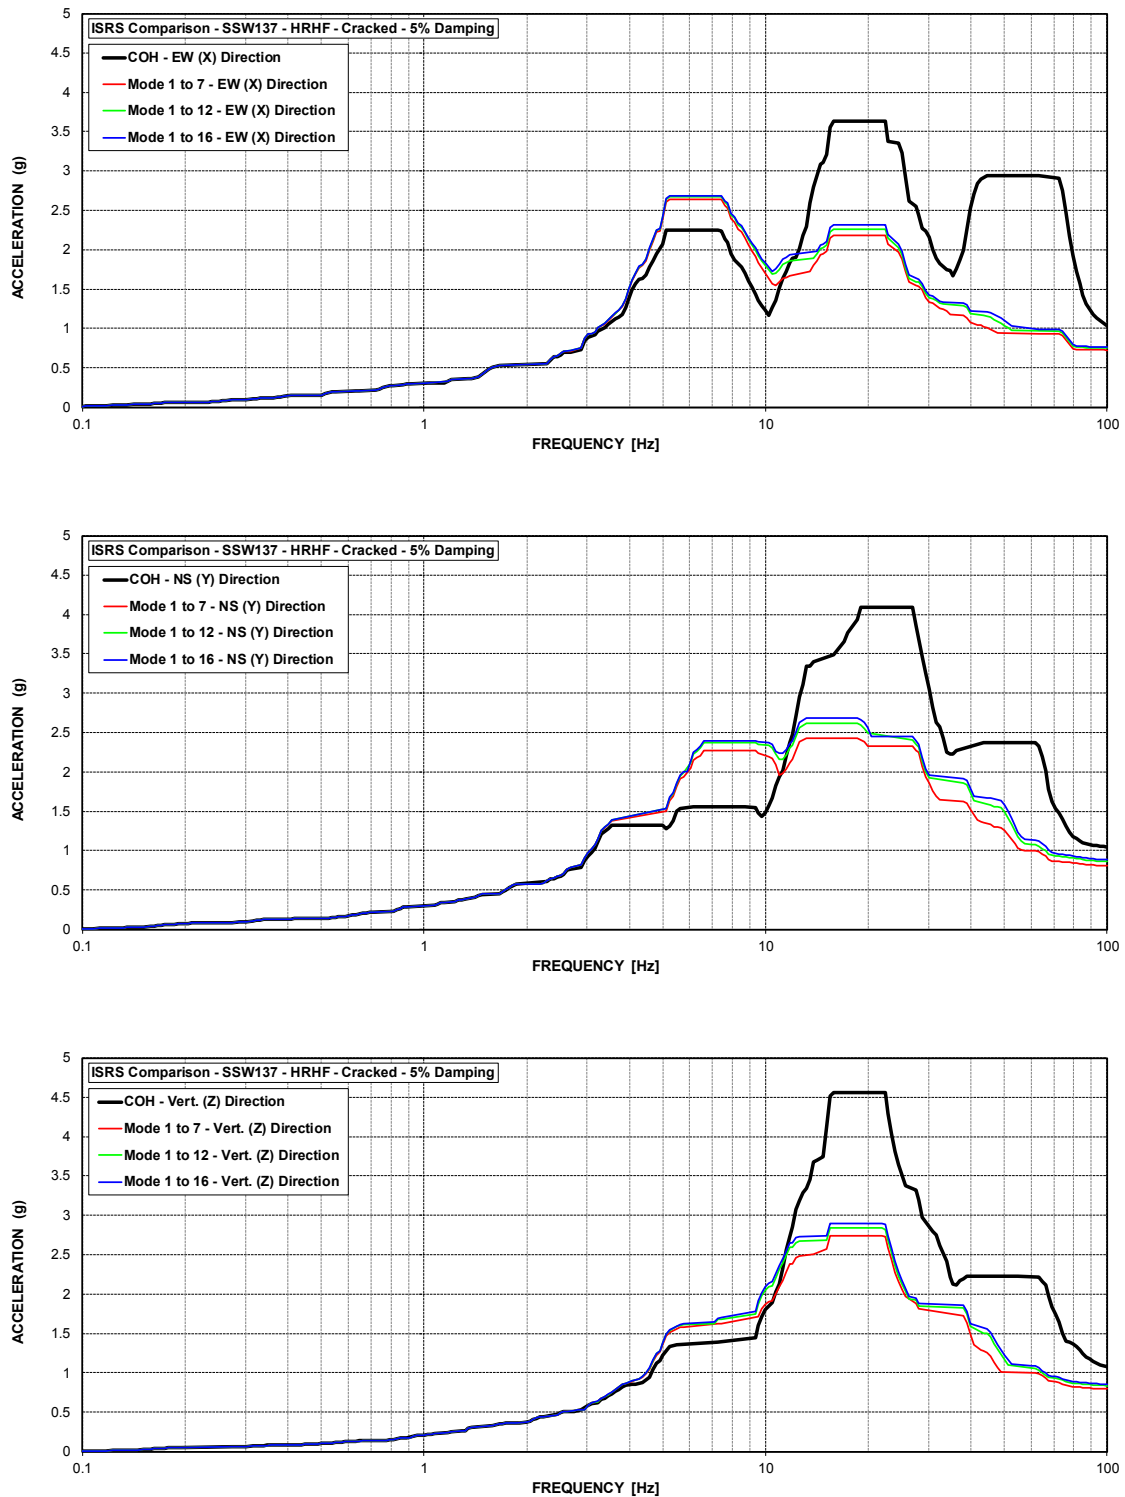 ISRS Comparison - SSW137 - HRHF - Cracked - 5% Damping
COH - EW (X) Direction
Mode 1 to 7 - EW (X) Direction
Mode 1 to 12 - EW (X) Direction
Mode 1 to 16 - EW (X) Direction
5
4.5
4
3.5
3
2.5
2
1.5
1
0.5
0
ACCELERATION (g)
0.1 1 10 100
FREQUENCY [Hz]
ISRS Comparison - SSW137 - HRHF - Cracked - 5% Damping
COH - NS (Y) Direction
Mode 1 to 7 - NS (Y) Direction
Mode 1 to 12 - NS (Y) Direction
Mode 1 to 16 - NS (Y) Direction
5
4.5
4
3.5
3
2.5
2
1.5
1
0.5
0
ACCELERATION (g)
0.1 1 10 100
FREQUENCY [Hz]
ISRS Comparison - SSW137 - HRHF - Cracked - 5% Damping
COH - Vert. (Z) Direction
Mode 1 to 7 - Vert. (Z) Direction
Mode 1 to 12 - Vert. (Z) Direction
Mode 1 to 16 - Vert. (Z) Direction
5
4.5
4
3.5
3
2.5
2
1.5
1
0.5
0
ACCELERATION (g)
0.1 1 10 100
FREQUENCY [Hz]